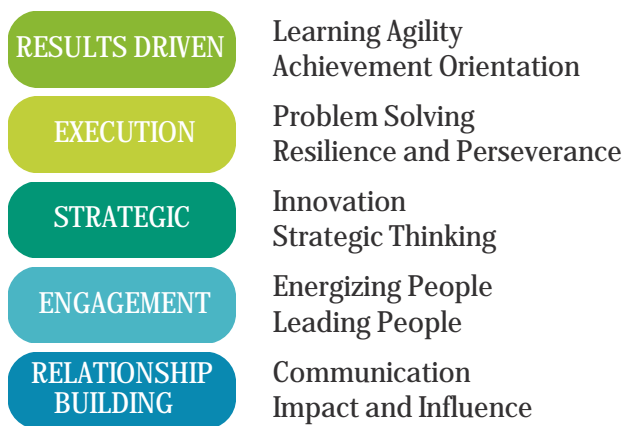 RESULTS DRIVEN
Learning Agility
Achievement Orientation
EXECUTION
Problem Solving
Resilience and Perseverance
STRATEGIC
Innovation
Strategic Thinking
ENGAGEMENT
Energizing People
Leading People
RELATIONSHIP
BUILDING
Communication
Impact and Influence